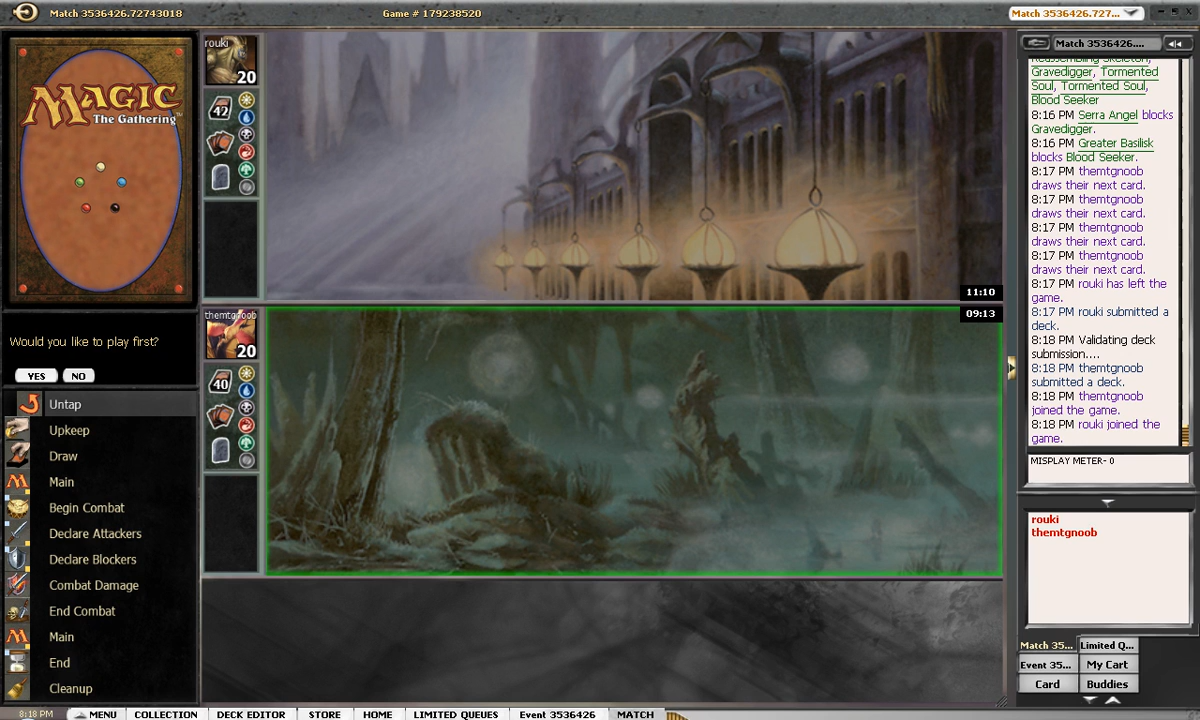 Match 3536426.72743018
Game # 179238520
Match 3536426.727...
MAGIC
The Gathering
Would you like to play first?
YES
NO
Untap
Upkeep
Draw
Main
Begin Combat
Declare Attackers
Declare Blockers
Combat Damage
End Combat
Main
End
Cleanup
rouki
20
42
11:10
themtgnoob
20
40
09:13
Match 3536426....
Reassembling Skeleton,
Gravedigger, Tormented
Soul, Tormented Soul,
Blood Seeker
8:16 PM Serra Angel blocks
Gravedigger.
8:16 PM Greater Basilisk
blocks Blood Seeker.
8:17 PM themtgnoob
draws their next card.
8:17 PM themtgnoob
draws their next card.
8:17 PM themtgnoob
draws their next card.
8:17 PM themtgnoob
draws their next card.
8:17 PM rouki has left the
game.
8:17 PM rouki submitted a
deck.
8:18 PM Validating deck
submission....
8:18 PM themtgnoob
submitted a deck.
8:18 PM themtgnoob
joined the game.
8:18 PM rouki joined the
game.
MISPLAY METER- 0
rouki
themtgnoob
Match 35...
Limited Q...
Event 35...
My Cart
Card
Buddies
8:18 PM
MENU
COLLECTION
DECK EDITOR
STORE
HOME
LIMITED QUEUES
Event 3536426
MATCH